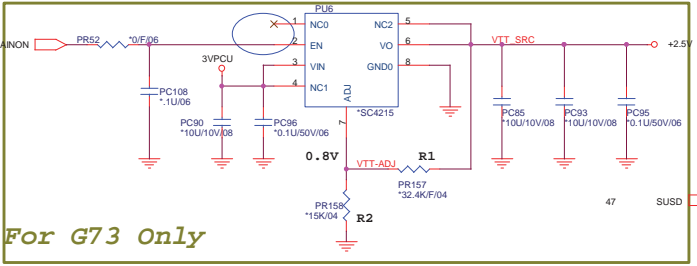 PU6
1 NC0 NC2 5
AINON PR52 *0/F/06 2 EN VO 6 VTT_SRC +2.5V
3VPCU 3 VIN GND0 8
4 NC1 ADJ
PC108
*.1U/06
PC90
*10U/10V/08
PC96
*0.1U/50V/06
*SC4215
7
PC85
*10U/10V/08
PC93
*10U/10V/08
PC95
*0.1U/50V/06
0.8V VTT-ADJ R1
PR157
*32.4K/F/04
PR158
*15K/04 R2
47 SUSD
For G73 Only